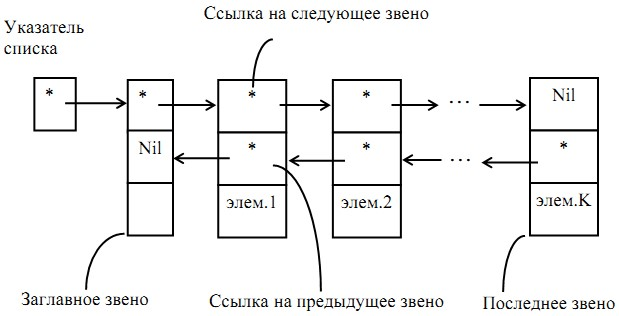 Ссылка на следующее звено
Указатель
списка
* * * * ... Nil
Nil * * ... *
элем.1 элем.2 элем.К
Заглавное звено Ссылка на предыдущее звено Последнее звено